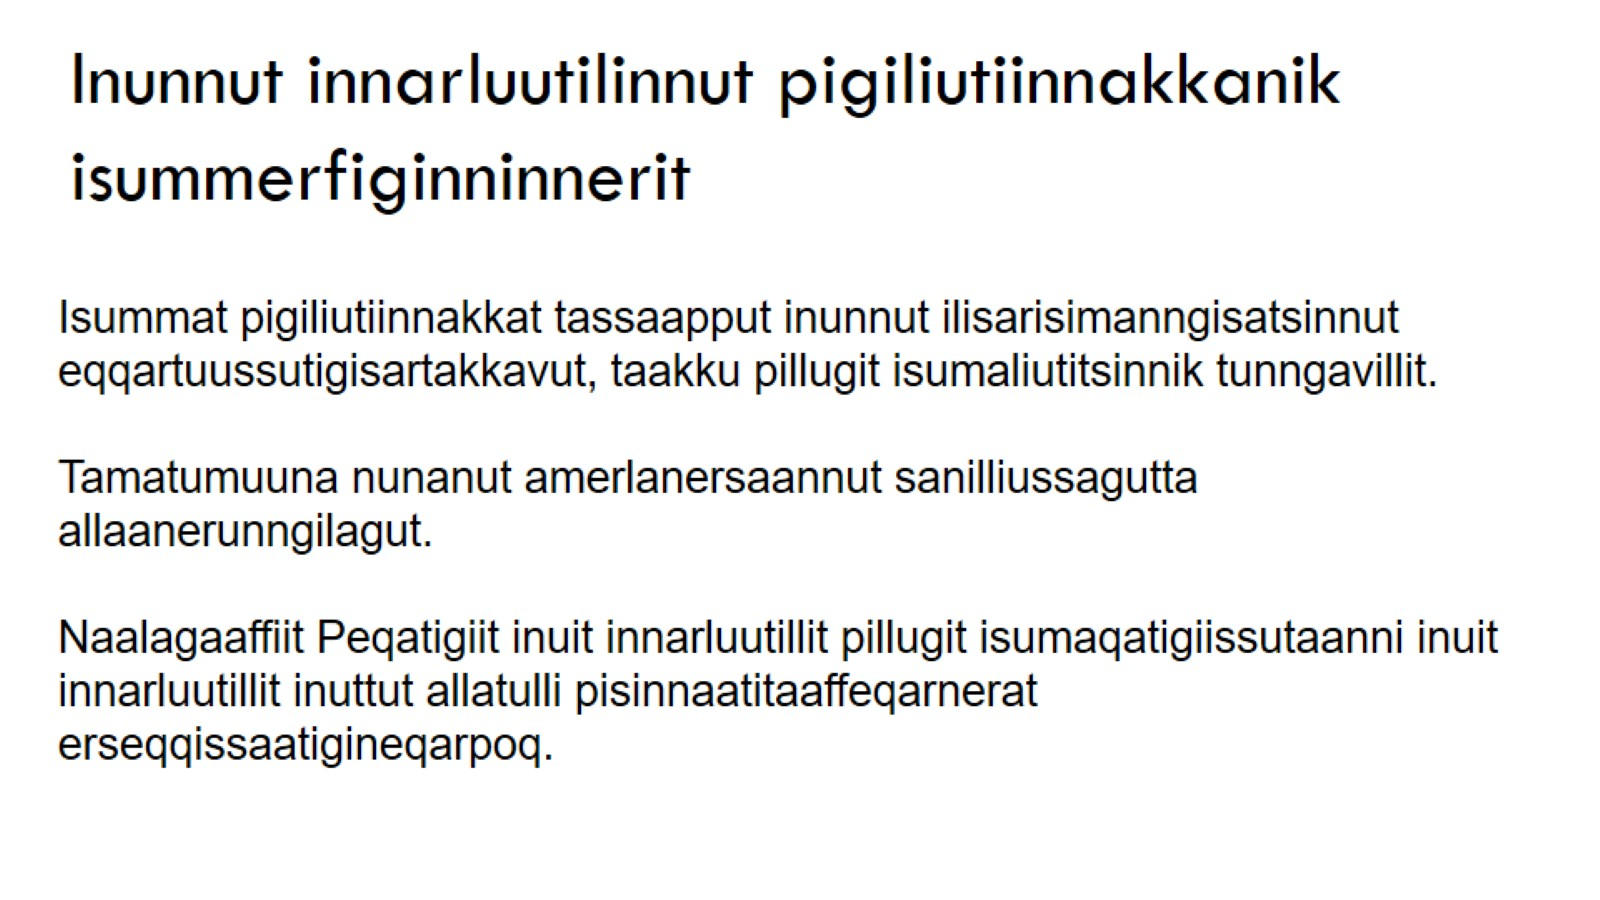 Inunnut innarluutilinnut pigiliutiinnakkanik
isummerfiginninnerit
Isummat pigiliutiinnakkat tassaapput inunnut ilisarisimanngisatsinnut
eqqartuussutigisartakkavut, taakku pillugit isumaliutitsinnik tunngavillit.
Tamatumuuna nunanut amerlanersaannut sanilliussagutta
allaanerunngilagut.
Naalagaaffiit Peqatigiit inuit innarluutillit pillugit isumaqatigiissutaanni inuit
innarluutillit inuttut allatulli pisinnaatitaaffeqarnerat
erseqqissaatigineqarpoq.